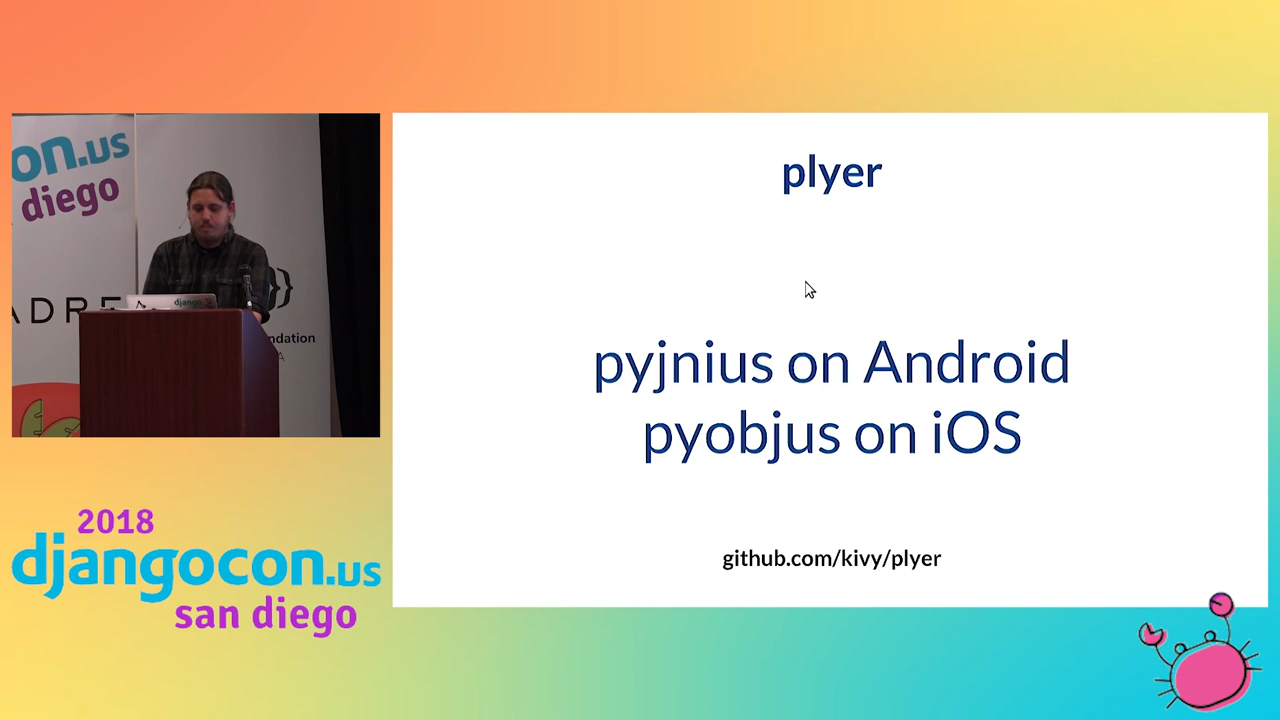 on.us
diego
ADRE
django
ndation
A
2018
djangocon.us
san diego
plyer
pyjnius on Android
pyobjus on iOS
github.com/kivy/plyer